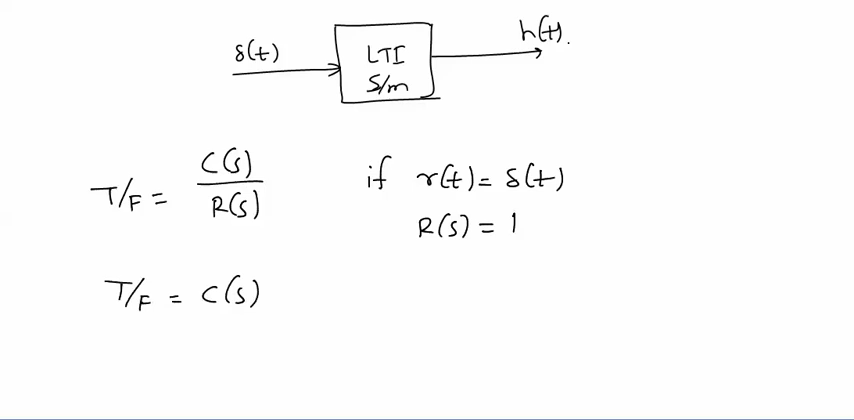 δ(t)
LTI
S/m
h(t).
T/F = C(s)/R(s)
if r(t) = δ(t)
R(s) = 1
T/F = C(s)